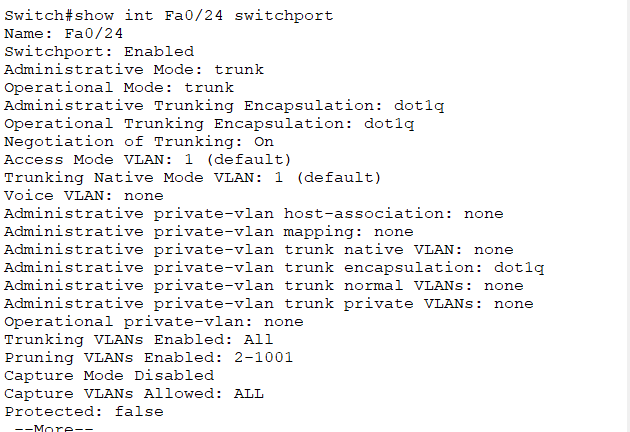 Switch#show int Fa0/24 switchport
Name: Fa0/24
Switchport: Enabled
Administrative Mode: trunk
Operational Mode: trunk
Administrative Trunking Encapsulation: dot1q
Operational Trunking Encapsulation: dot1q
Negotiation of Trunking: On
Access Mode VLAN: 1 (default)
Trunking Native Mode VLAN: 1 (default)
Voice VLAN: none
Administrative private-vlan host-association: none
Administrative private-vlan mapping: none
Administrative private-vlan trunk native VLAN: none
Administrative private-vlan trunk encapsulation: dot1q
Administrative private-vlan trunk normal VLANs: none
Administrative private-vlan trunk private VLANs: none
Operational private-vlan: none
Trunking VLANs Enabled: All
Pruning VLANs Enabled: 2-1001
Capture Mode Disabled
Capture VLANs Allowed: ALL
Protected: false
--More--